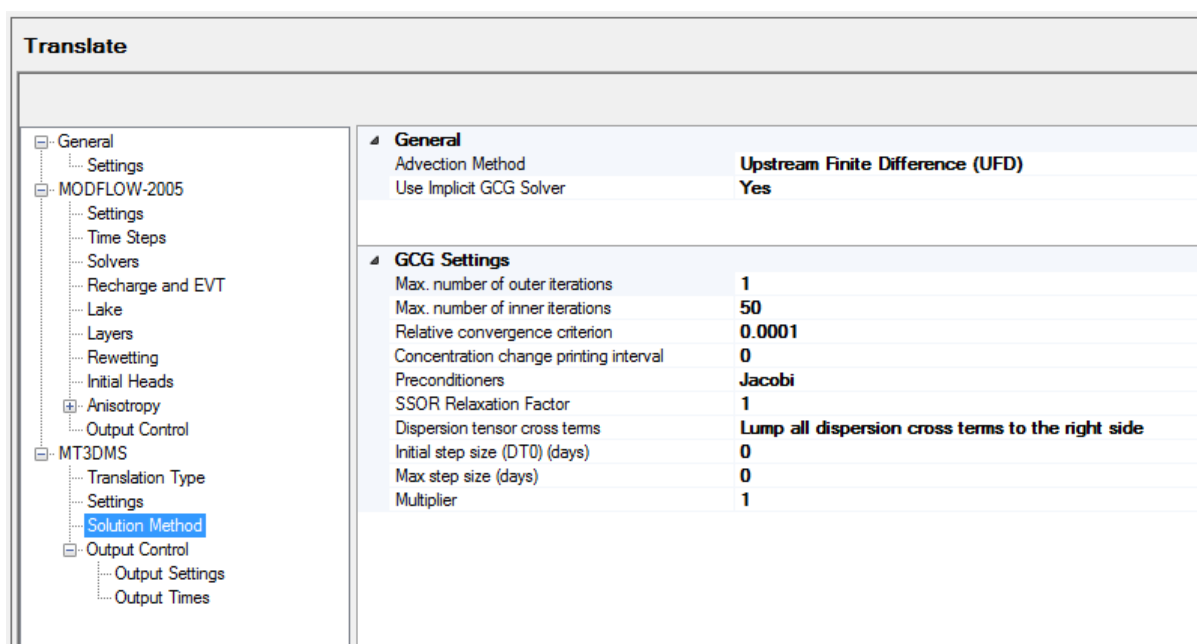 Translate
General
Settings
MODFLOW-2005
Settings
Time Steps
Solvers
Recharge and EVT
Lake
Layers
Rewetting
Initial Heads
Anisotropy
Output Control
MT3DMS
Translation Type
Settings
Solution Method
Output Control
Output Settings
Output Times
General
Advection Method Upstream Finite Difference (UFD)
Use Implicit GCG Solver Yes
GCG Settings
Max. number of outer iterations 1
Max. number of inner iterations 50
Relative convergence criterion 0.0001
Concentration change printing interval 0
Preconditioners Jacobi
SSOR Relaxation Factor 1
Dispersion tensor cross terms Lump all dispersion cross terms to the right side
Initial step size (DT0) (days) 0
Max step size (days) 0
Multiplier 1